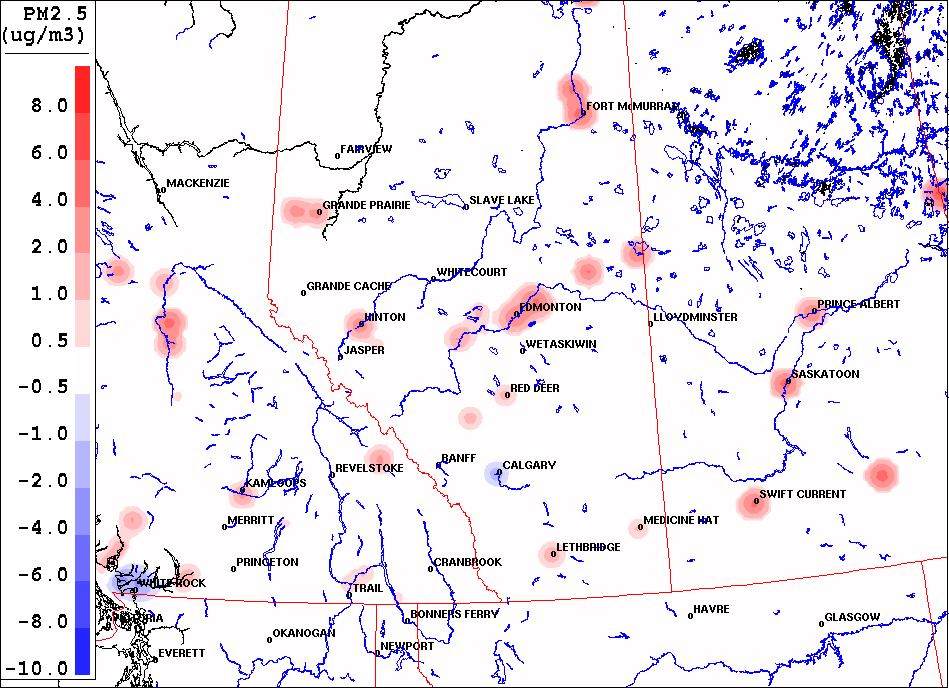 PM2.5
(ug/m3)
8.0
6.0
4.0
2.0
1.0
0.5
-0.5
-1.0
-2.0
-4.0
-6.0
-8.0
-10.0
FORT McMURRAY
FAIRVIEW
MACKENZIE
SLAVE LAKE
GRANDE PRAIRIE
WHITECOURT
GRANDE CACHE
EDMONTON
PRINCE ALBERT
HINTON
LLOYDMINSTER
JASPER
WETASKIWIN
SASKATOON
RED DEER
BANFF
CALGARY
REVELSTOKE
KAMLOOPS
SWIFT CURRENT
MERRITT
MEDICINE HAT
LETHBRIDGE
PRINCETON
CRANBROOK
WHITE ROCK
TRAIL
HAVRE
BONNERS FERRY
GLASGOW
OKANOGAN
NEWPORT
EVERETT